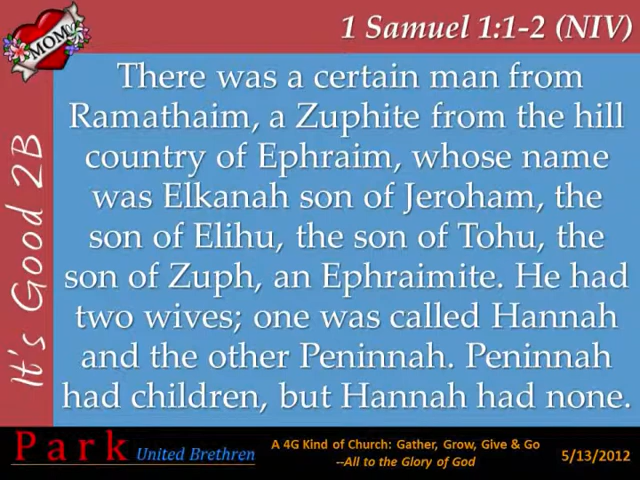 MOM
1 Samuel 1:1-2 (NIV)
It's Good 2B
There was a certain man from
Ramathaim, a Zuphite from the hill
country of Ephraim, whose name
was Elkanah son of Jeroham, the
son of Elihu, the son of Tohu, the
son of Zuph, an Ephraimite. He had
two wives; one was called Hannah
and the other Peninnah. Peninnah
had children, but Hannah had none.
Park United Brethren
A 4G Kind of Church: Gather, Grow, Give & Go
--All to the Glory of God
5/13/2012